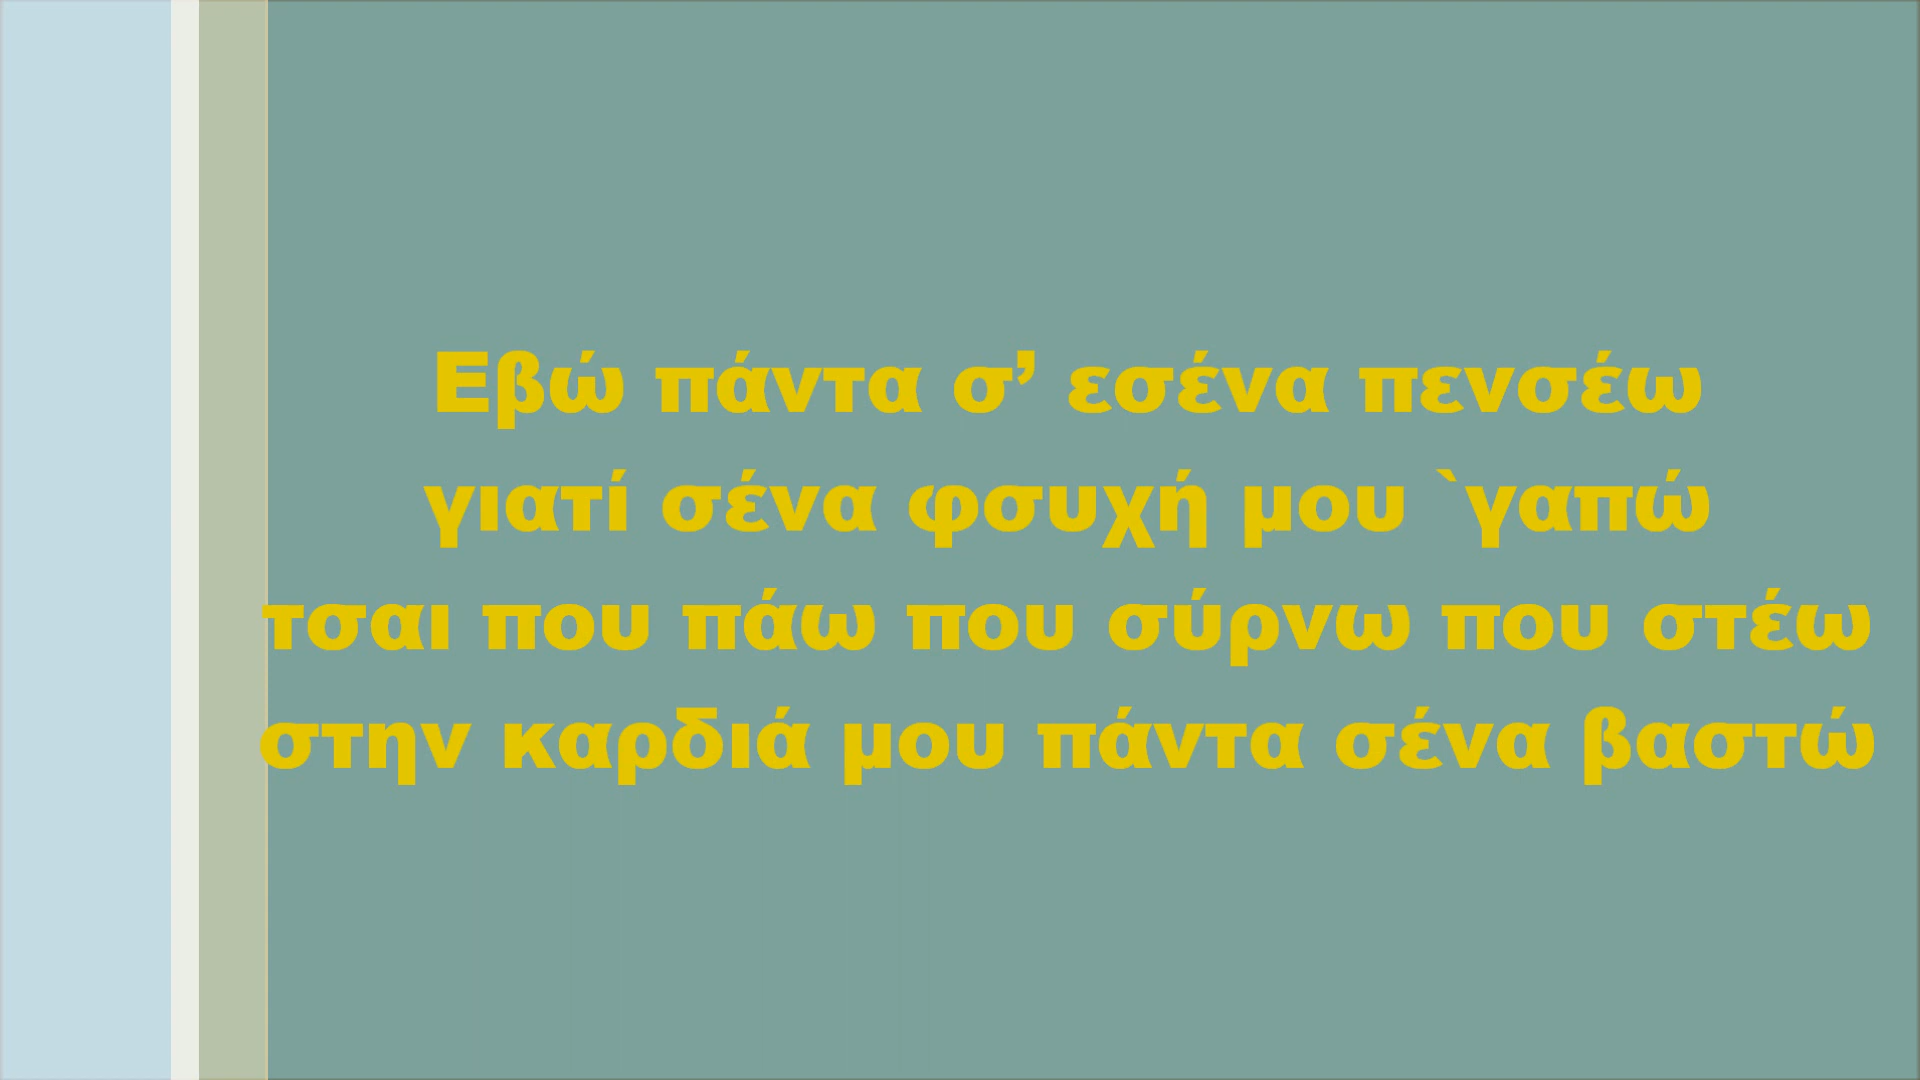 Εβώ πάντα σ’ εσένα πενσέω
γιατί σένα φσυχή μου `γαπώ
τσαι που πάω που σύρνω που στέω
στην καρδιά μου πάντα σένα βαστώ